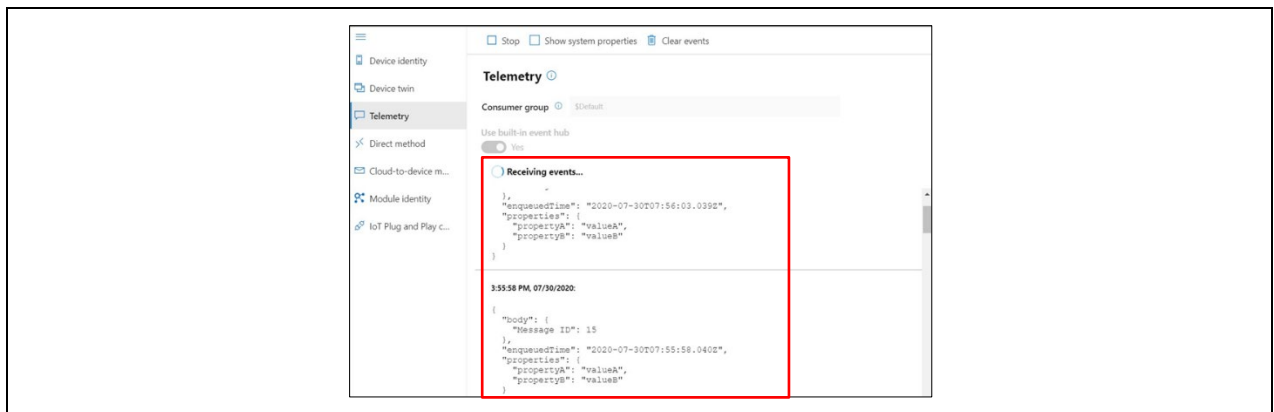 Stop Show system properties Clear events
Device identity
Device twin
Telemetry
Direct method
Cloud-to-device m...
Module identity
IoT Plug and Play c...
Telemetry
Consumer group $Default
Use built-in event hub
Yes
Receiving events...
},
"enqueuedTime": "2020-07-30T07:56:03.039Z",
"properties": {
"propertyA": "valueA",
"propertyB": "valueB"
}
}
3:55:58 PM, 07/30/2020:
{
"body": {
"Message ID": 15
},
"enqueuedTime": "2020-07-30T07:55:58.040Z",
"properties": {
"propertyA": "valueA",
"propertyB": "valueB"
}